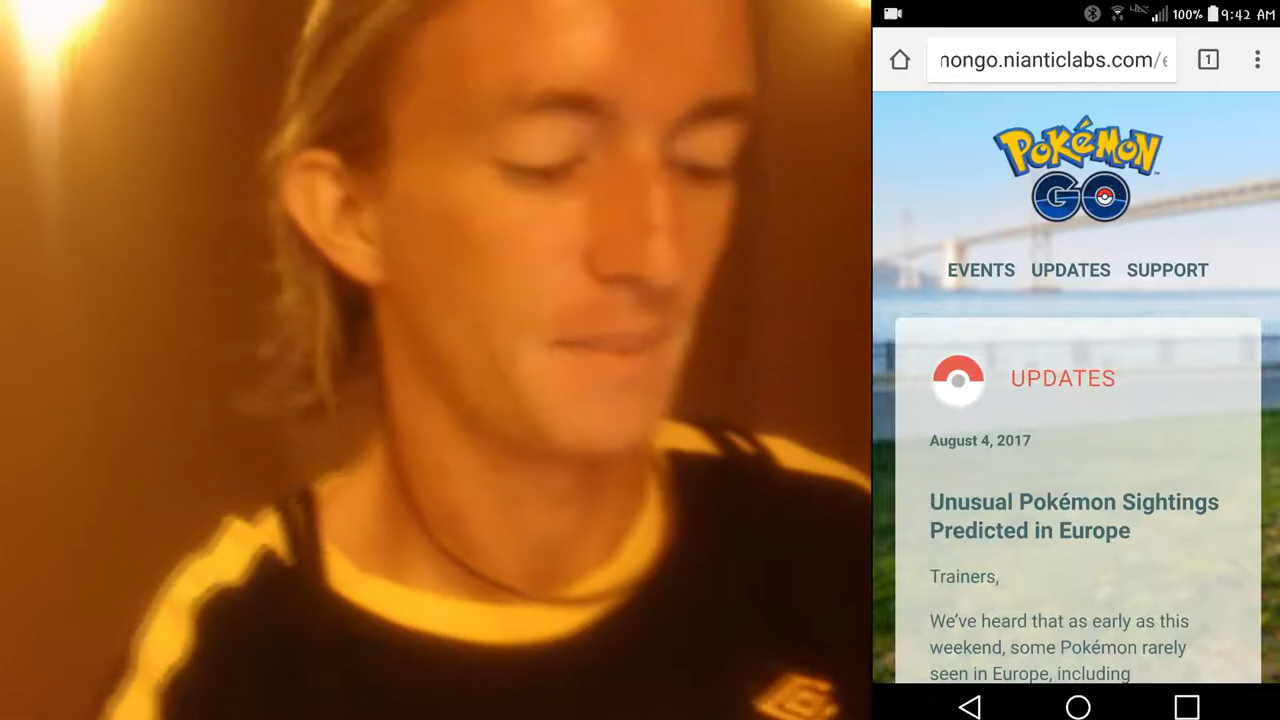 100% 9:42 AM
nongo.nianticlabs.com/e
1
POKéMON
GO
EVENTS UPDATES SUPPORT
UPDATES
August 4, 2017
Unusual Pokémon Sightings
Predicted in Europe
Trainers,
We’ve heard that as early as this
weekend, some Pokémon rarely
seen in Europe, including